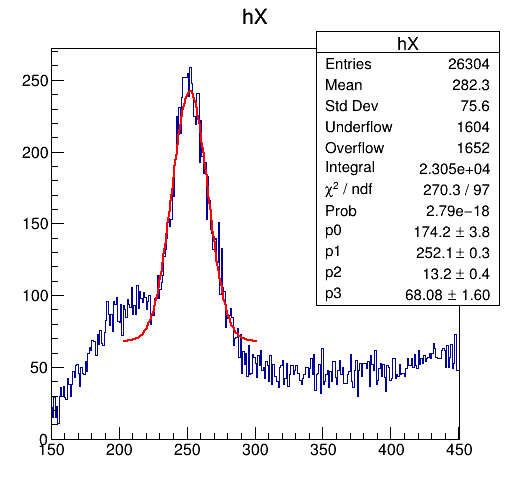 hX
hX
Entries 26304
Mean 282.3
Std Dev 75.6
Underflow 1604
Overflow 1652
Integral 2.305e+04
χ² / ndf 270.3 / 97
Prob 2.79e−18
p0 174.2 ± 3.8
p1 252.1 ± 0.3
p2 13.2 ± 0.4
p3 68.08 ± 1.60
250
200
150
100
50
0
150 200 250 300 350 400 450